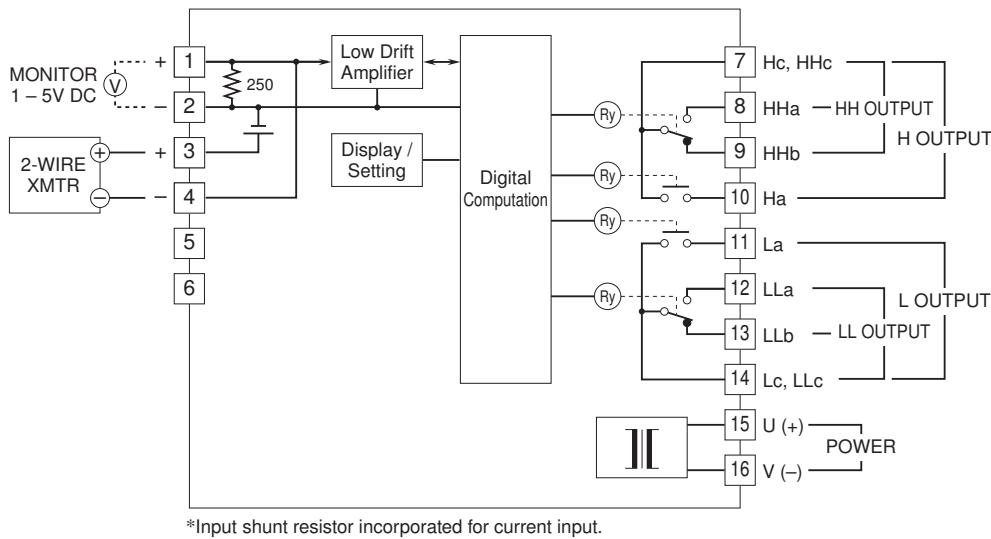 MONITOR
1 – 5V DC
V
+
–
1
2
250
2-WIRE
XMTR
+
–
+
–
3
4
5
6
Low Drift
Amplifier
Display /
Setting
Digital
Computation
Ry
Ry
Ry
Ry
7 Hc, HHc
8 HHa
9 HHb
HH OUTPUT
H OUTPUT
10 Ha
11 La
12 LLa
13 LLb
LL OUTPUT
L OUTPUT
14 Lc, LLc
15 U (+)
16 V (–)
POWER
*Input shunt resistor incorporated for current input.